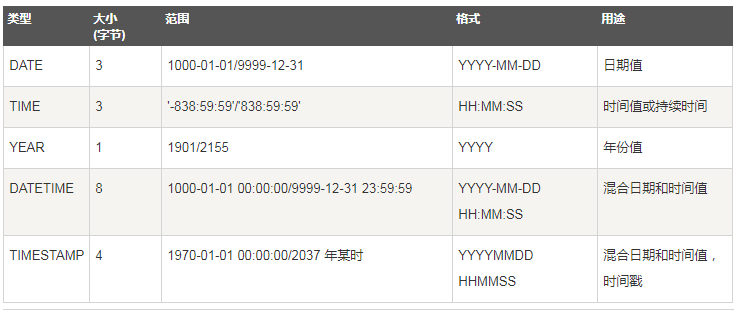 类型 大小 范围 格式 用途
(字节)
DATE 3 1000-01-01/9999-12-31 YYYY-MM-DD 日期值
TIME 3 '-838:59:59'/'838:59:59' HH:MM:SS 时间值或持续时间
YEAR 1 1901/2155 YYYY 年份值
DATETIME 8 1000-01-01 00:00:00/9999-12-31 23:59:59 YYYY-MM-DD 混合日期和时间值
HH:MM:SS
TIMESTAMP 4 1970-01-01 00:00:00/2037 年某时 YYYYMMDD 混合日期和时间值，
HHMMSS 时间戳